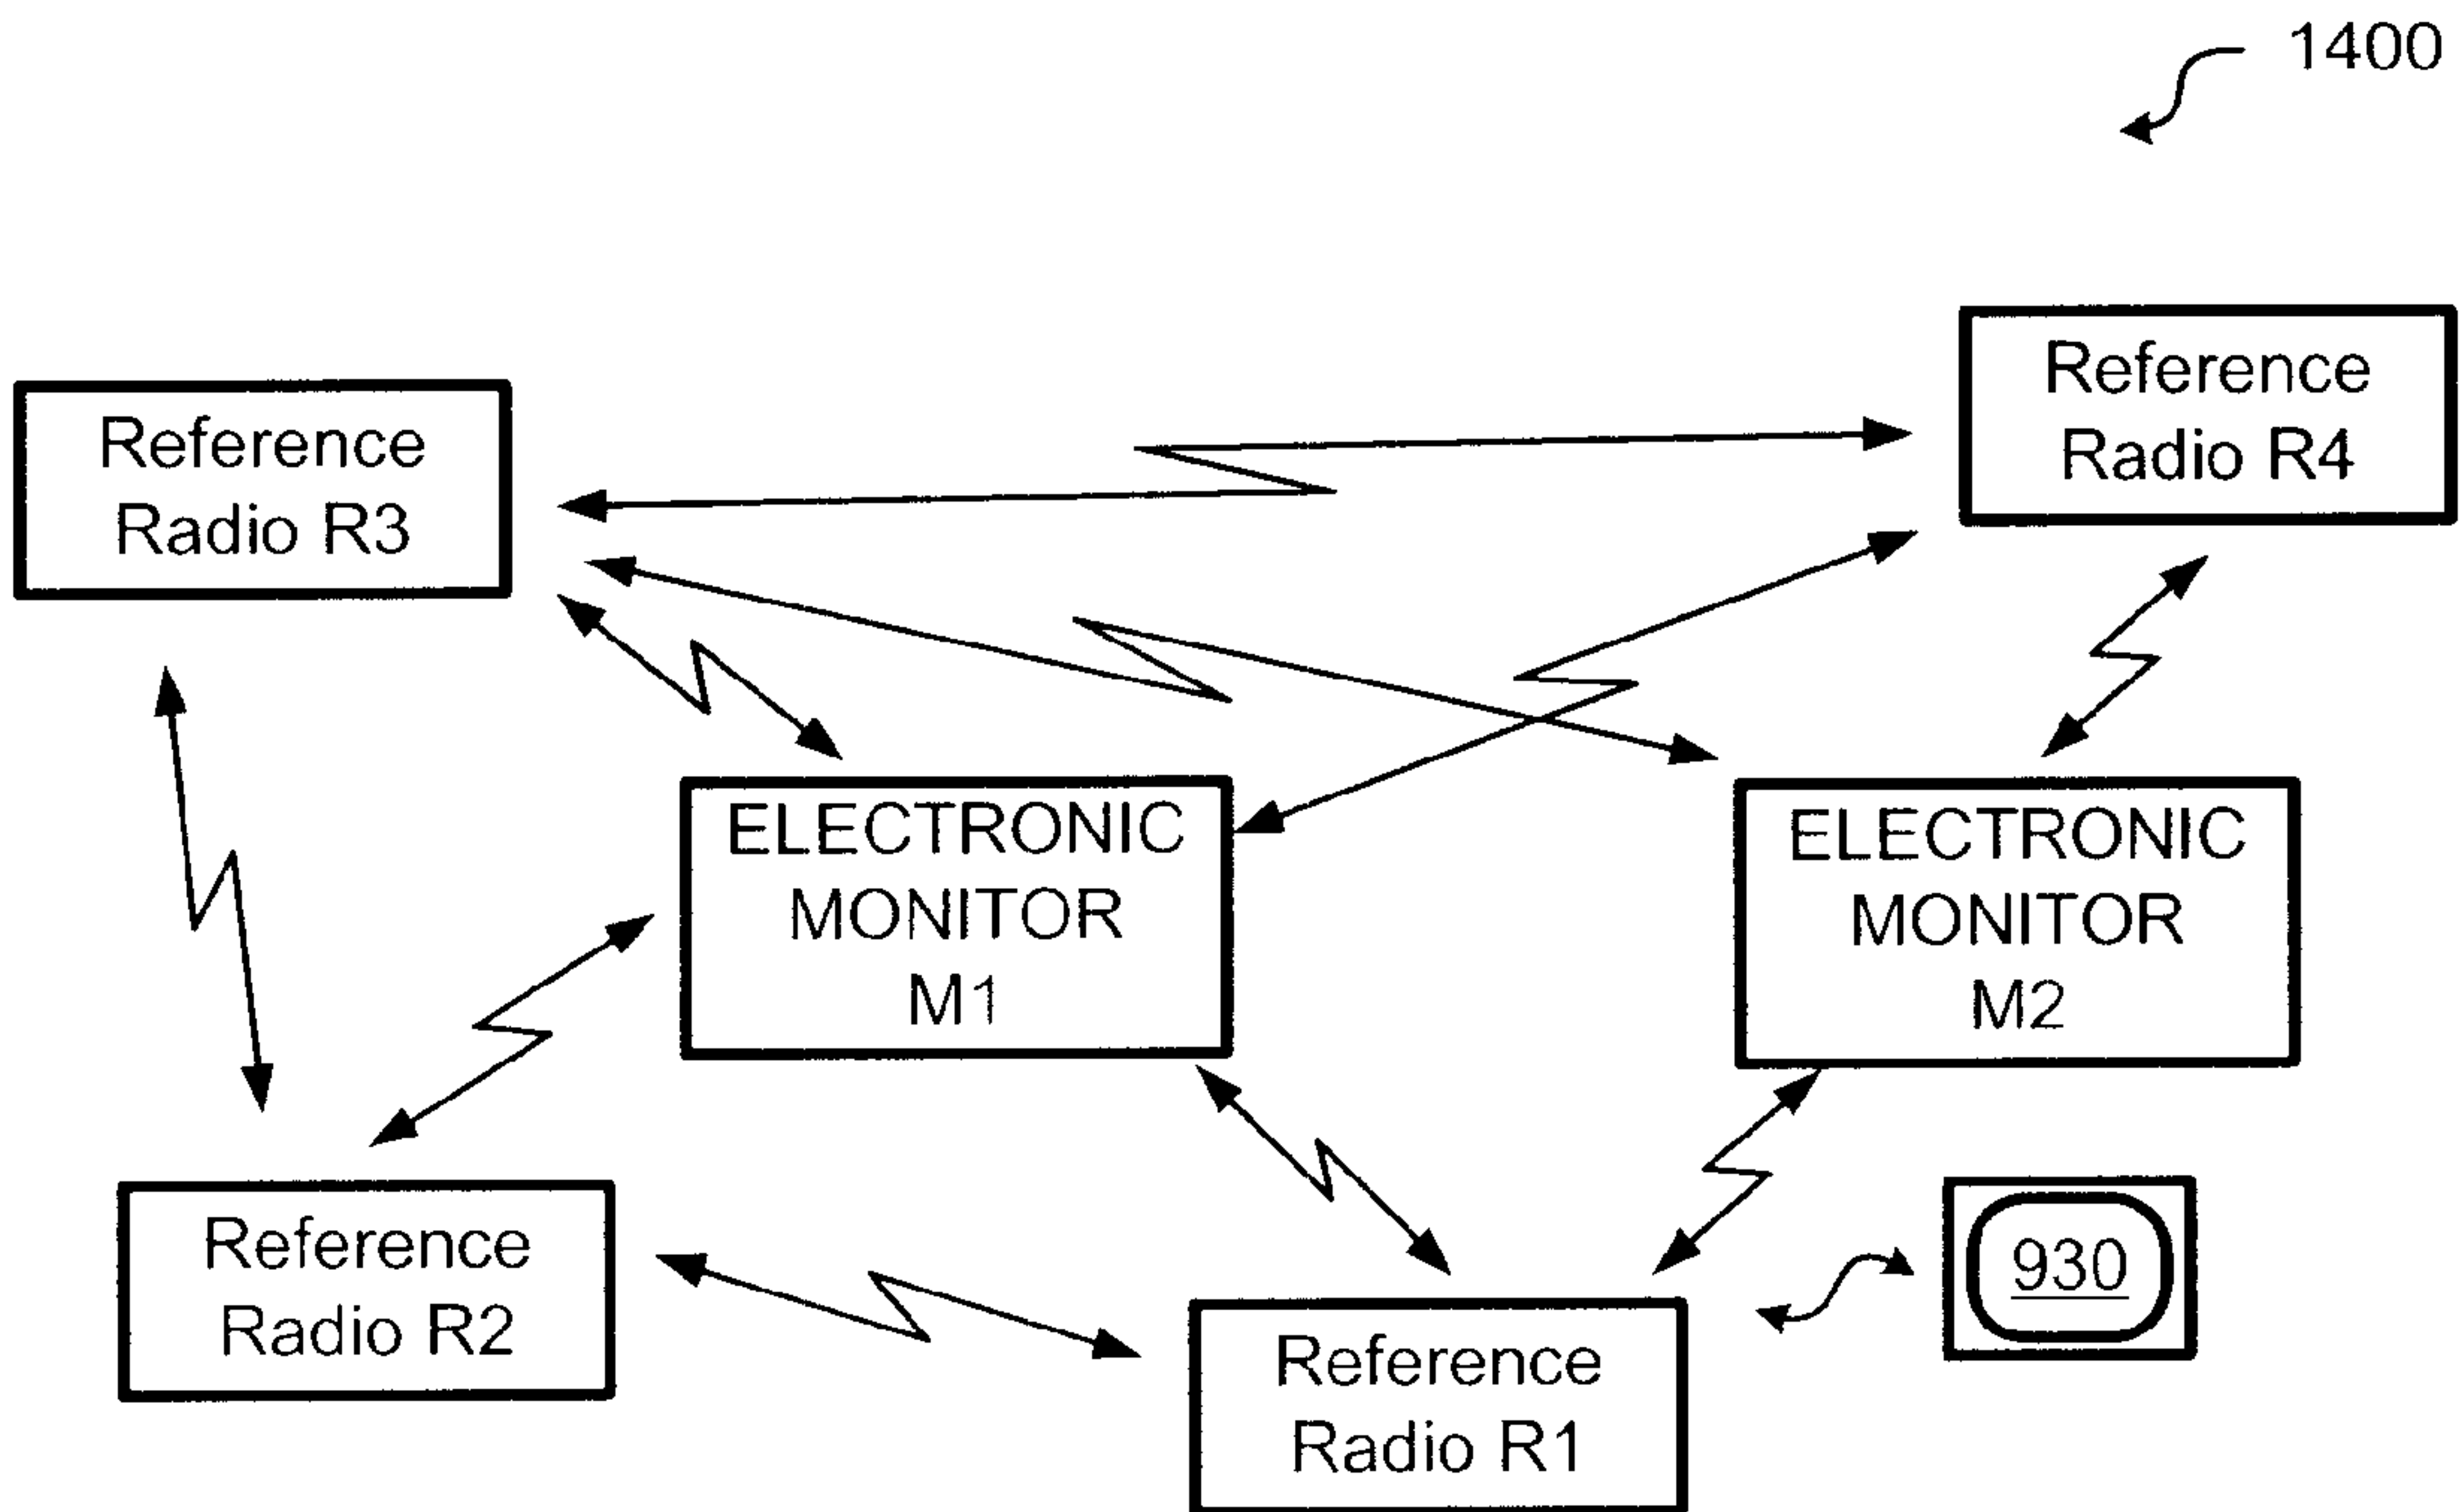 1400
Reference
Radio R4
Reference
Radio R3
ELECTRONIC
MONITOR
M1
ELECTRONIC
MONITOR
M2
Reference
Radio R2
930
Reference
Radio R1